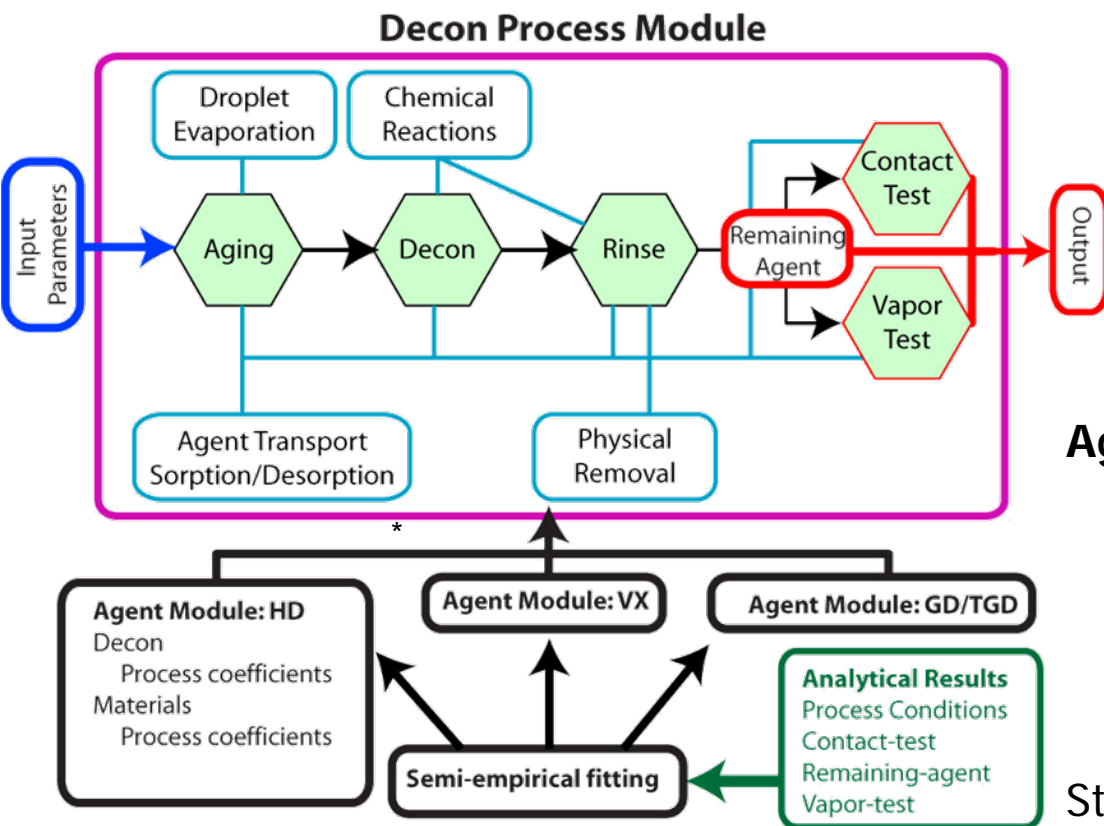 Decon Process Module
Droplet
Evaporation
Chemical
Reactions
Input
Parameters
Aging
Decon
Rinse
Remaining
Agent
Contact
Test
Vapor
Test
Output
Agent Transport
Sorption/Desorption
Physical
Removal
*
Agent Module: HD
Decon
Process coefficients
Materials
Process coefficients
Agent Module: VX
Agent Module: GD/TGD
Semi-empirical fitting
Analytical Results
Process Conditions
Contact-test
Remaining-agent
Vapor-test